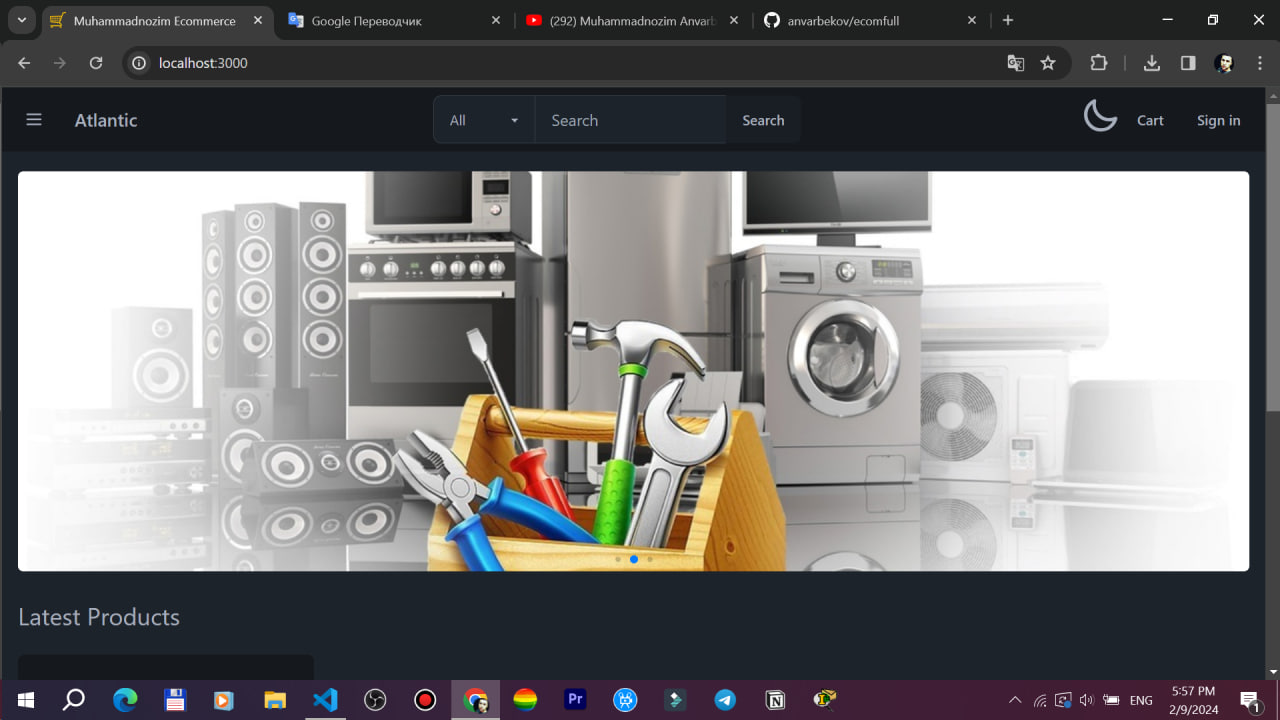 Muhammadnozim Ecommerce
Google Переводчик
(292) Muhammadnozim Anvarb
anvarbekov/ecomfull
localhost:3000
Atlantic
All
Search
Search
Cart
Sign in
Latest Products
Pr
ENG
5:57 PM
2/9/2024
1